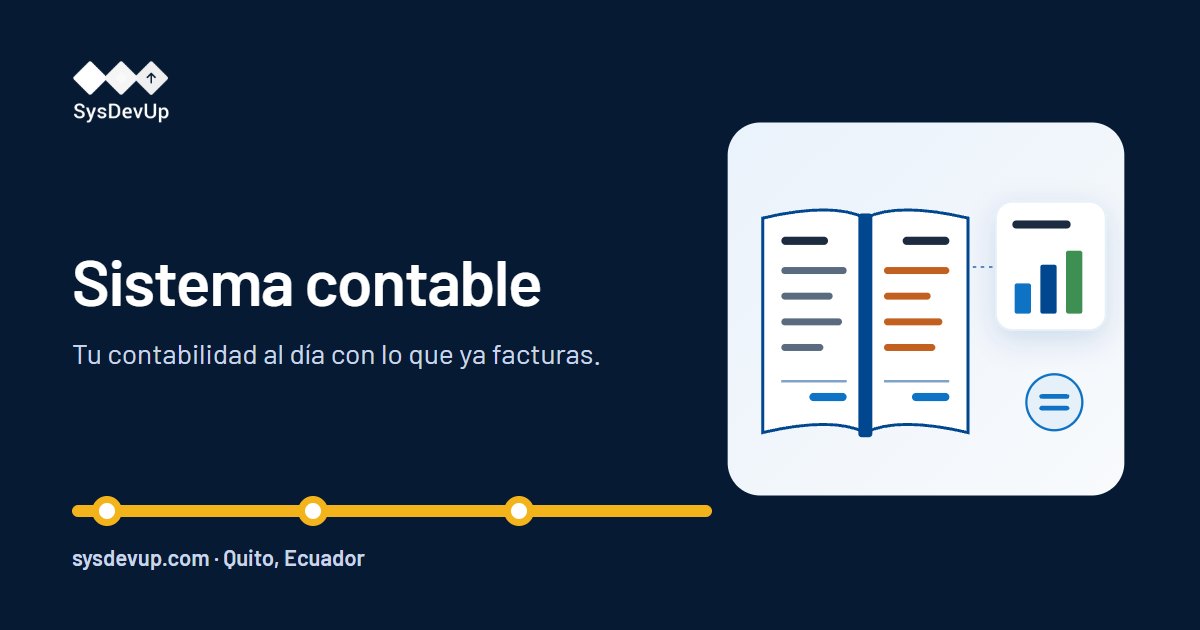 SysDevUp
Sistema contable
Tu contabilidad al día con lo que ya facturas.
sysdevup.com · Quito, Ecuador